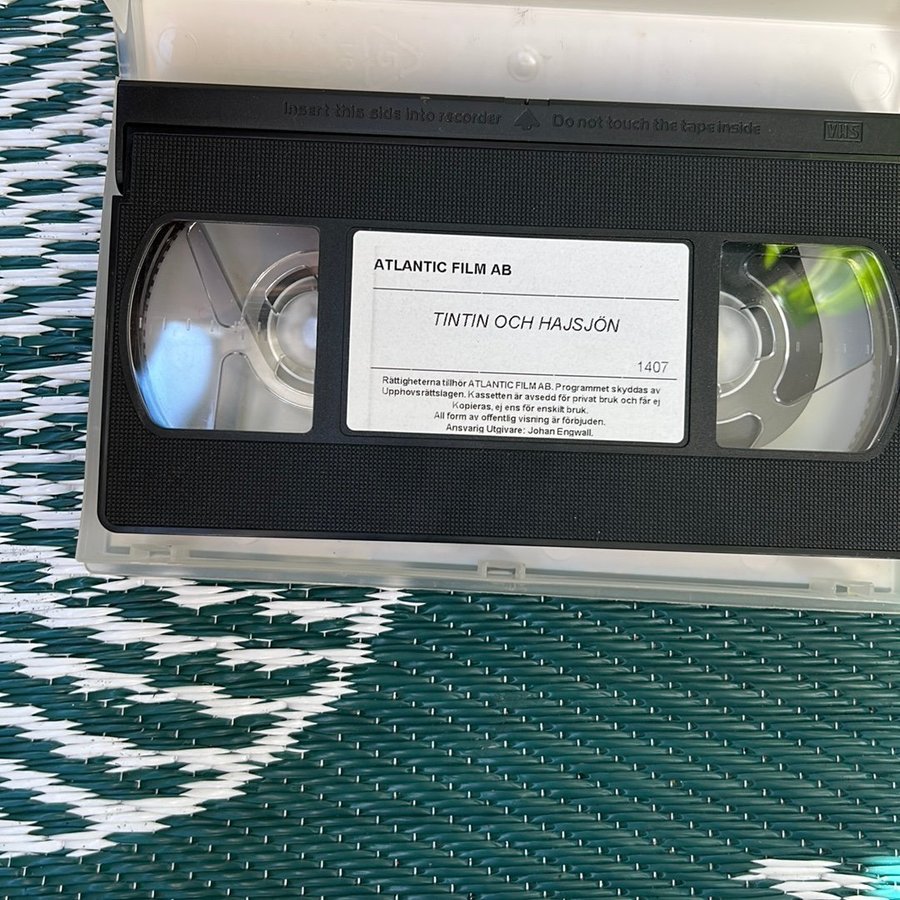 Insert this side into recorder Do not touch the tape inside VHS
ATLANTIC FILM AB
TINTIN OCH HAJSJÖN
1407
Rättigheterna tillhör ATLANTIC FILM AB. Programmet skyddas av
Upphovsrättslagen. Kassetten är avsedd för privat bruk och får ej
Kopieras, ej ens för enskilt bruk.
All form av offentlig visning är förbjuden.
Ansvarig Utgivare: Johan Engwall.